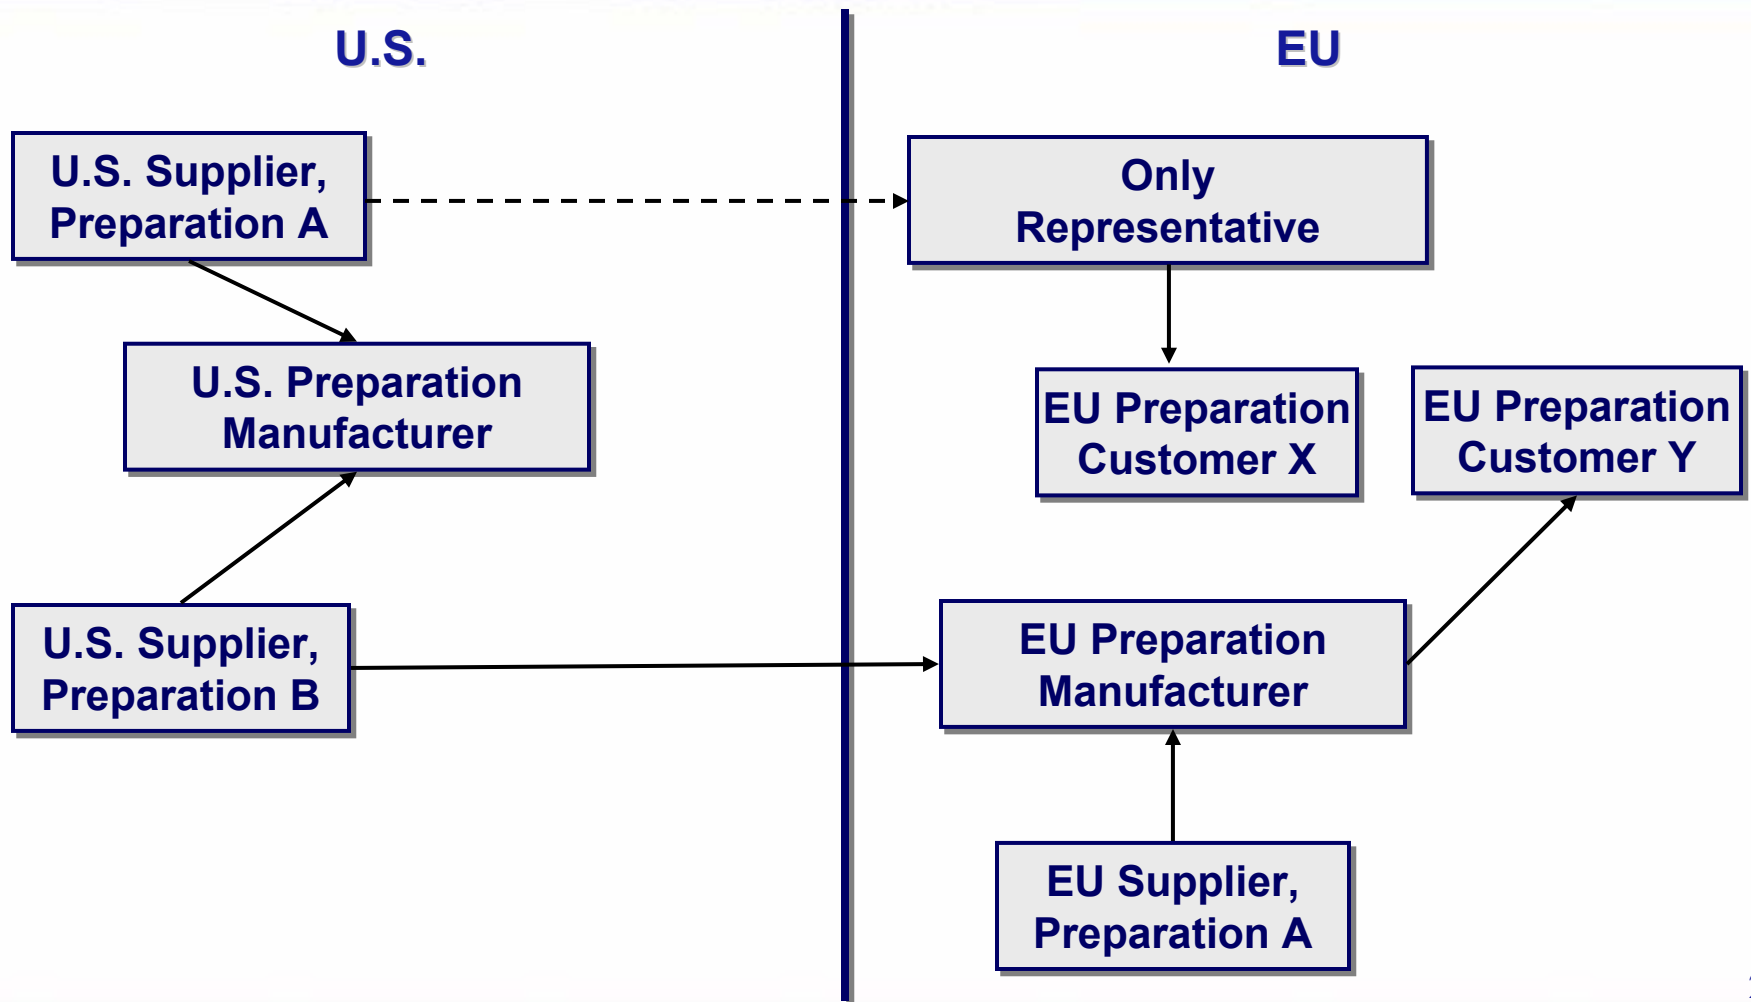 U.S.
EU
U.S. Supplier,
Preparation A
Only
Representative
U.S. Preparation
Manufacturer
EU Preparation
Customer X
EU Preparation
Customer Y
U.S. Supplier,
Preparation B
EU Preparation
Manufacturer
EU Supplier,
Preparation A